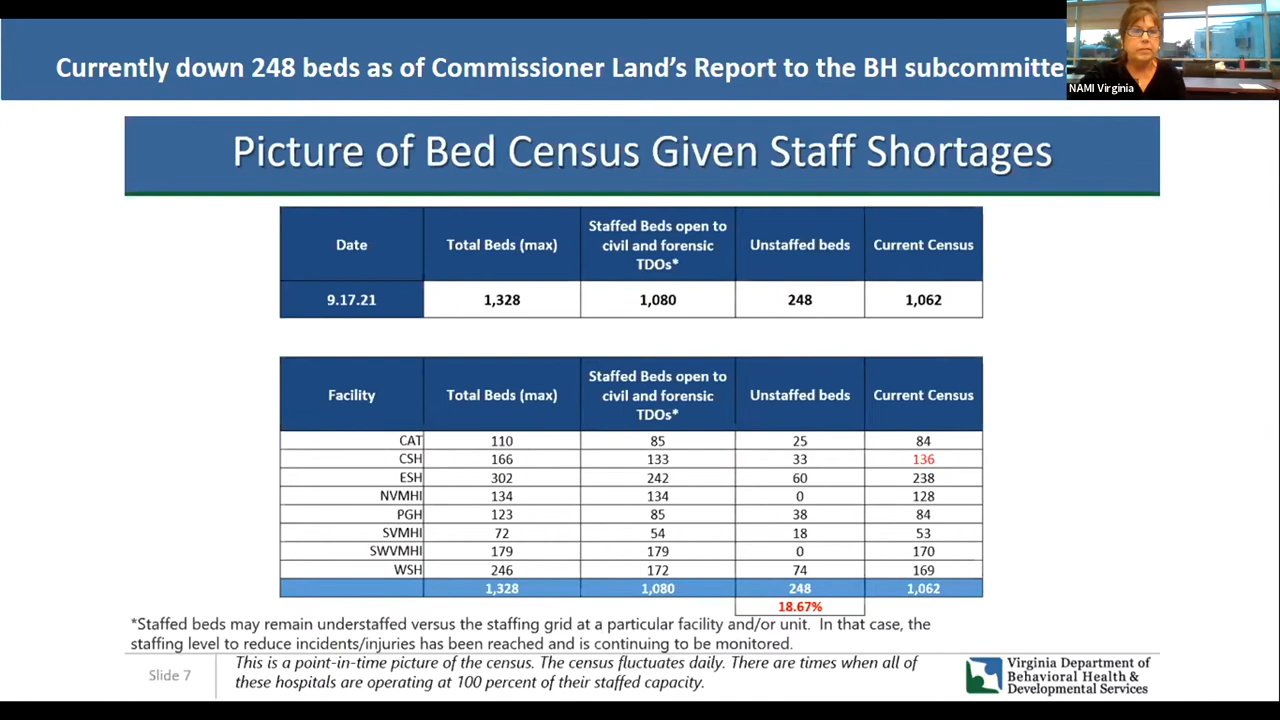 Currently down 248 beds as of Commissioner Land's Report to the BH subcommitte
NAMI Virginia
Picture of Bed Census Given Staff Shortages
Date Total Beds (max) Staffed Beds open to civil and forensic TDOs* Unstaffed beds Current Census
9.17.21 1,328 1,080 248 1,062
Facility Total Beds (max) Staffed Beds open to civil and forensic TDOs* Unstaffed beds Current Census
CAT 110 85 25 84
CSH 166 133 33 136
ESH 302 242 60 238
NVMHI 134 134 0 128
PGH 123 85 38 84
SVMHI 72 54 18 53
SWVMHI 179 179 0 170
WSH 246 172 74 169
1,328 1,080 248 1,062
18.67%
*Staffed beds may remain understaffed versus the staffing grid at a particular facility and/or unit. In that case, the
staffing level to reduce incidents/injuries has been reached and is continuing to be monitored.
Slide 7
This is a point-in-time picture of the census. The census fluctuates daily. There are times when all of
these hospitals are operating at 100 percent of their staffed capacity.
Virginia Department of
Behavioral Health &
Developmental Services